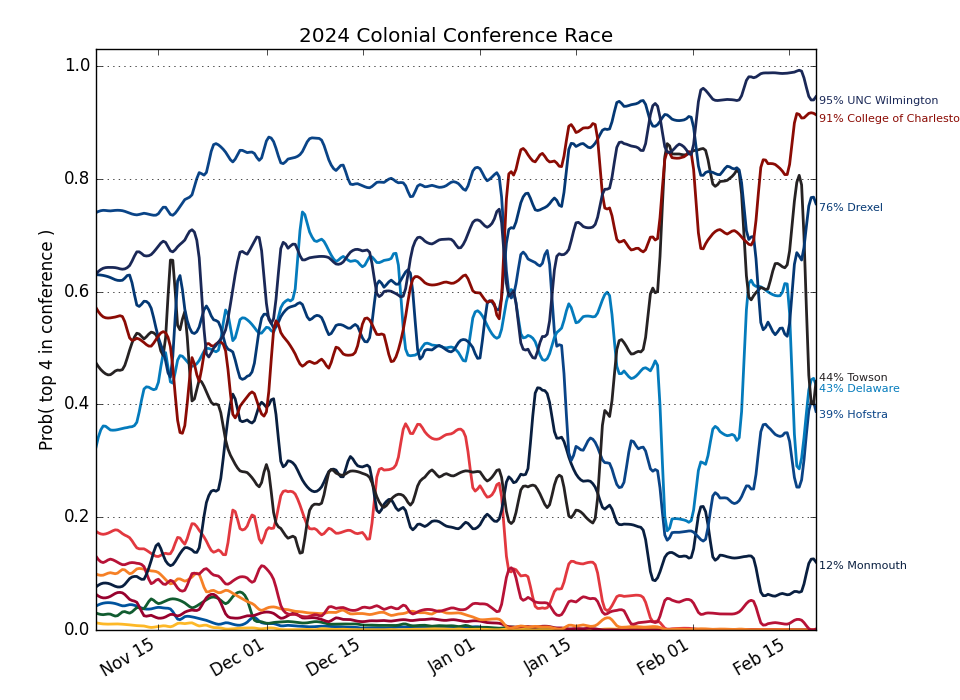 2024 Colonial Conference Race
Prob( top 4 in conference )
1.0
0.8
0.6
0.4
0.2
0.0
Nov 15
Dec 01
Dec 15
Jan 01
Jan 15
Feb 01
Feb 15
95% UNC Wilmington
91% College of Charlesto
76% Drexel
44% Towson
43% Delaware
39% Hofstra
12% Monmouth